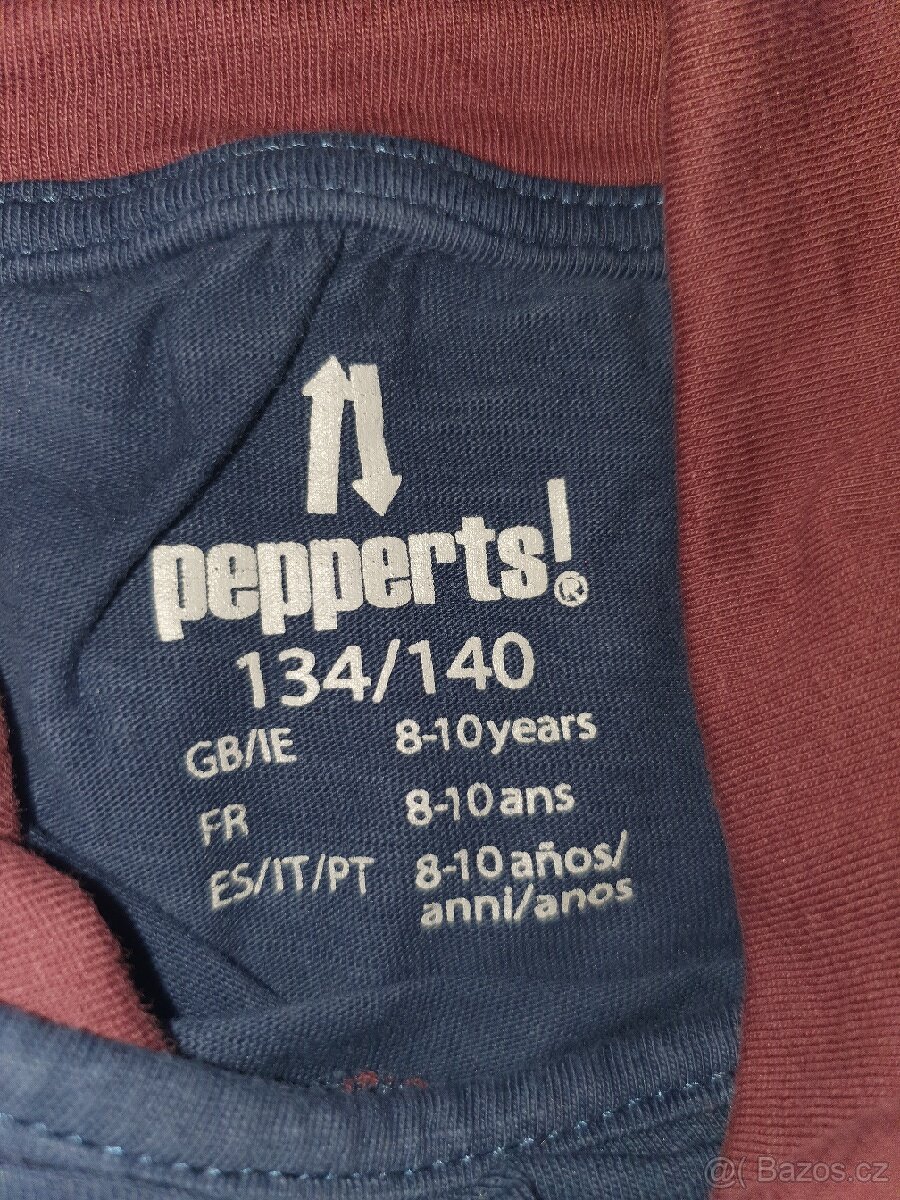 pepperts!®
134/140
GB/IE 8-10 years
FR 8-10 ans
ES/IT/PT 8-10 años/
anni/anos
@( Bazos.cz